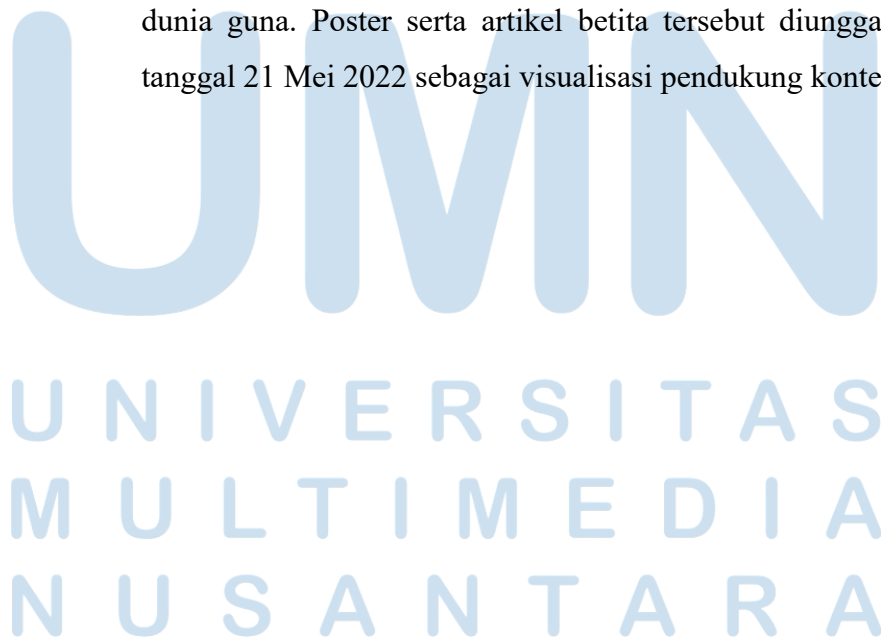 dunia guna. Poster serta artikel betita tersebut diungga
tanggal 21 Mei 2022 sebagai visualisasi pendukung konte
UMN
UNIVERSITAS
MULTIMEDIA
NUSANTARA